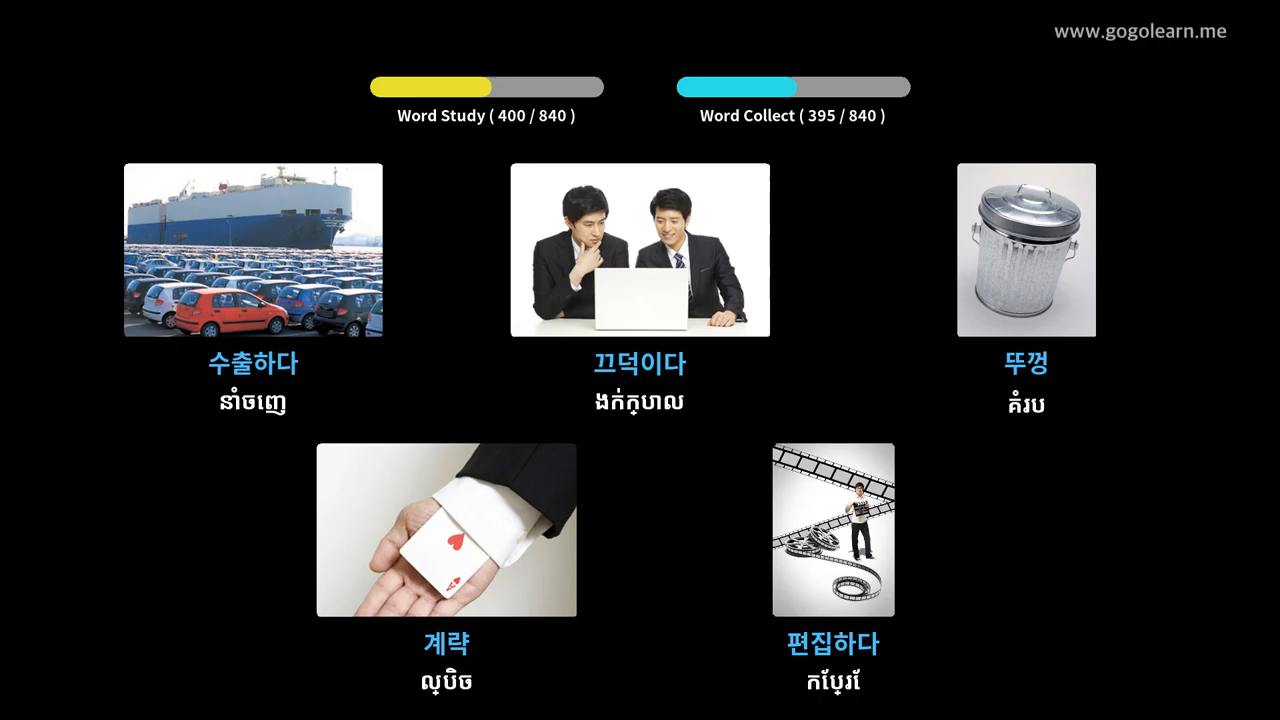 www.gogolearn.me
Word Study ( 400 / 840 )
Word Collect ( 395 / 840 )
수출하다
끄덕이다
뚜껑
នាំចេញ
ងក់ក្បាល
គំរប
계략
편집하다
ល្បិច
កែប្រែ